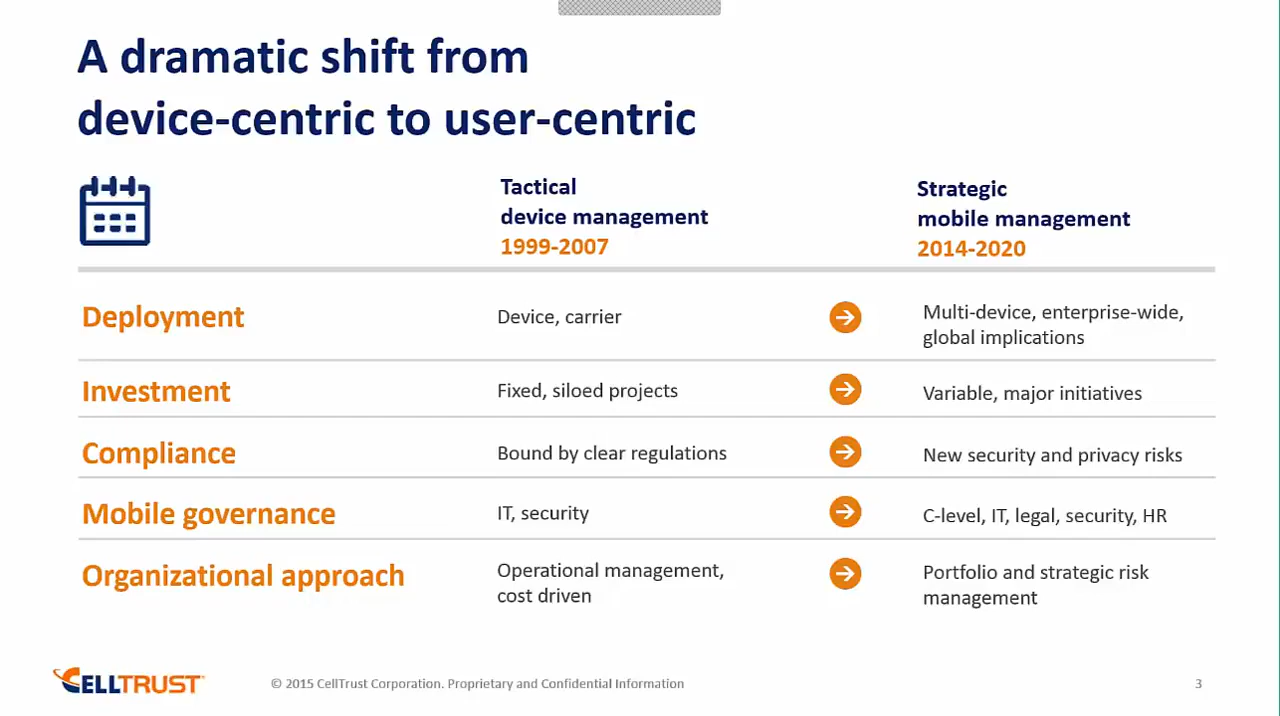 A dramatic shift from
device-centric to user-centric
Tactical
device management
1999-2007
Strategic
mobile management
2014-2020
Deployment
Device, carrier
Multi-device, enterprise-wide,
global implications
Investment
Fixed, siloed projects
Variable, major initiatives
Compliance
Bound by clear regulations
New security and privacy risks
Mobile governance
IT, security
C-level, IT, legal, security, HR
Organizational approach
Operational management,
cost driven
Portfolio and strategic risk
management
CELLTRUST
© 2015 CellTrust Corporation. Proprietary and Confidential Information
3